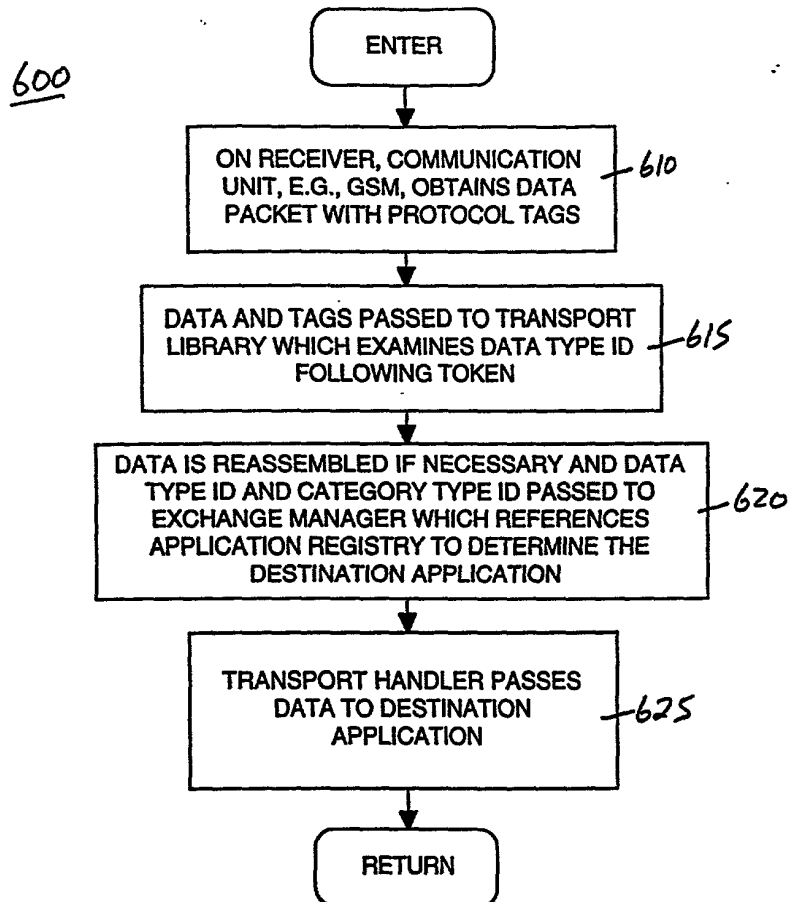 600
ENTER
ON RECEIVER, COMMUNICATION
UNIT, E.G., GSM, OBTAINS DATA
PACKET WITH PROTOCOL TAGS
610
DATA AND TAGS PASSED TO TRANSPORT
LIBRARY WHICH EXAMINES DATA TYPE ID
FOLLOWING TOKEN
615
DATA IS REASSEMBLED IF NECESSARY AND DATA
TYPE ID AND CATEGORY TYPE ID PASSED TO
EXCHANGE MANAGER WHICH REFERENCES
APPLICATION REGISTRY TO DETERMINE THE
DESTINATION APPLICATION
620
TRANSPORT HANDLER PASSES
DATA TO DESTINATION
APPLICATION
625
RETURN